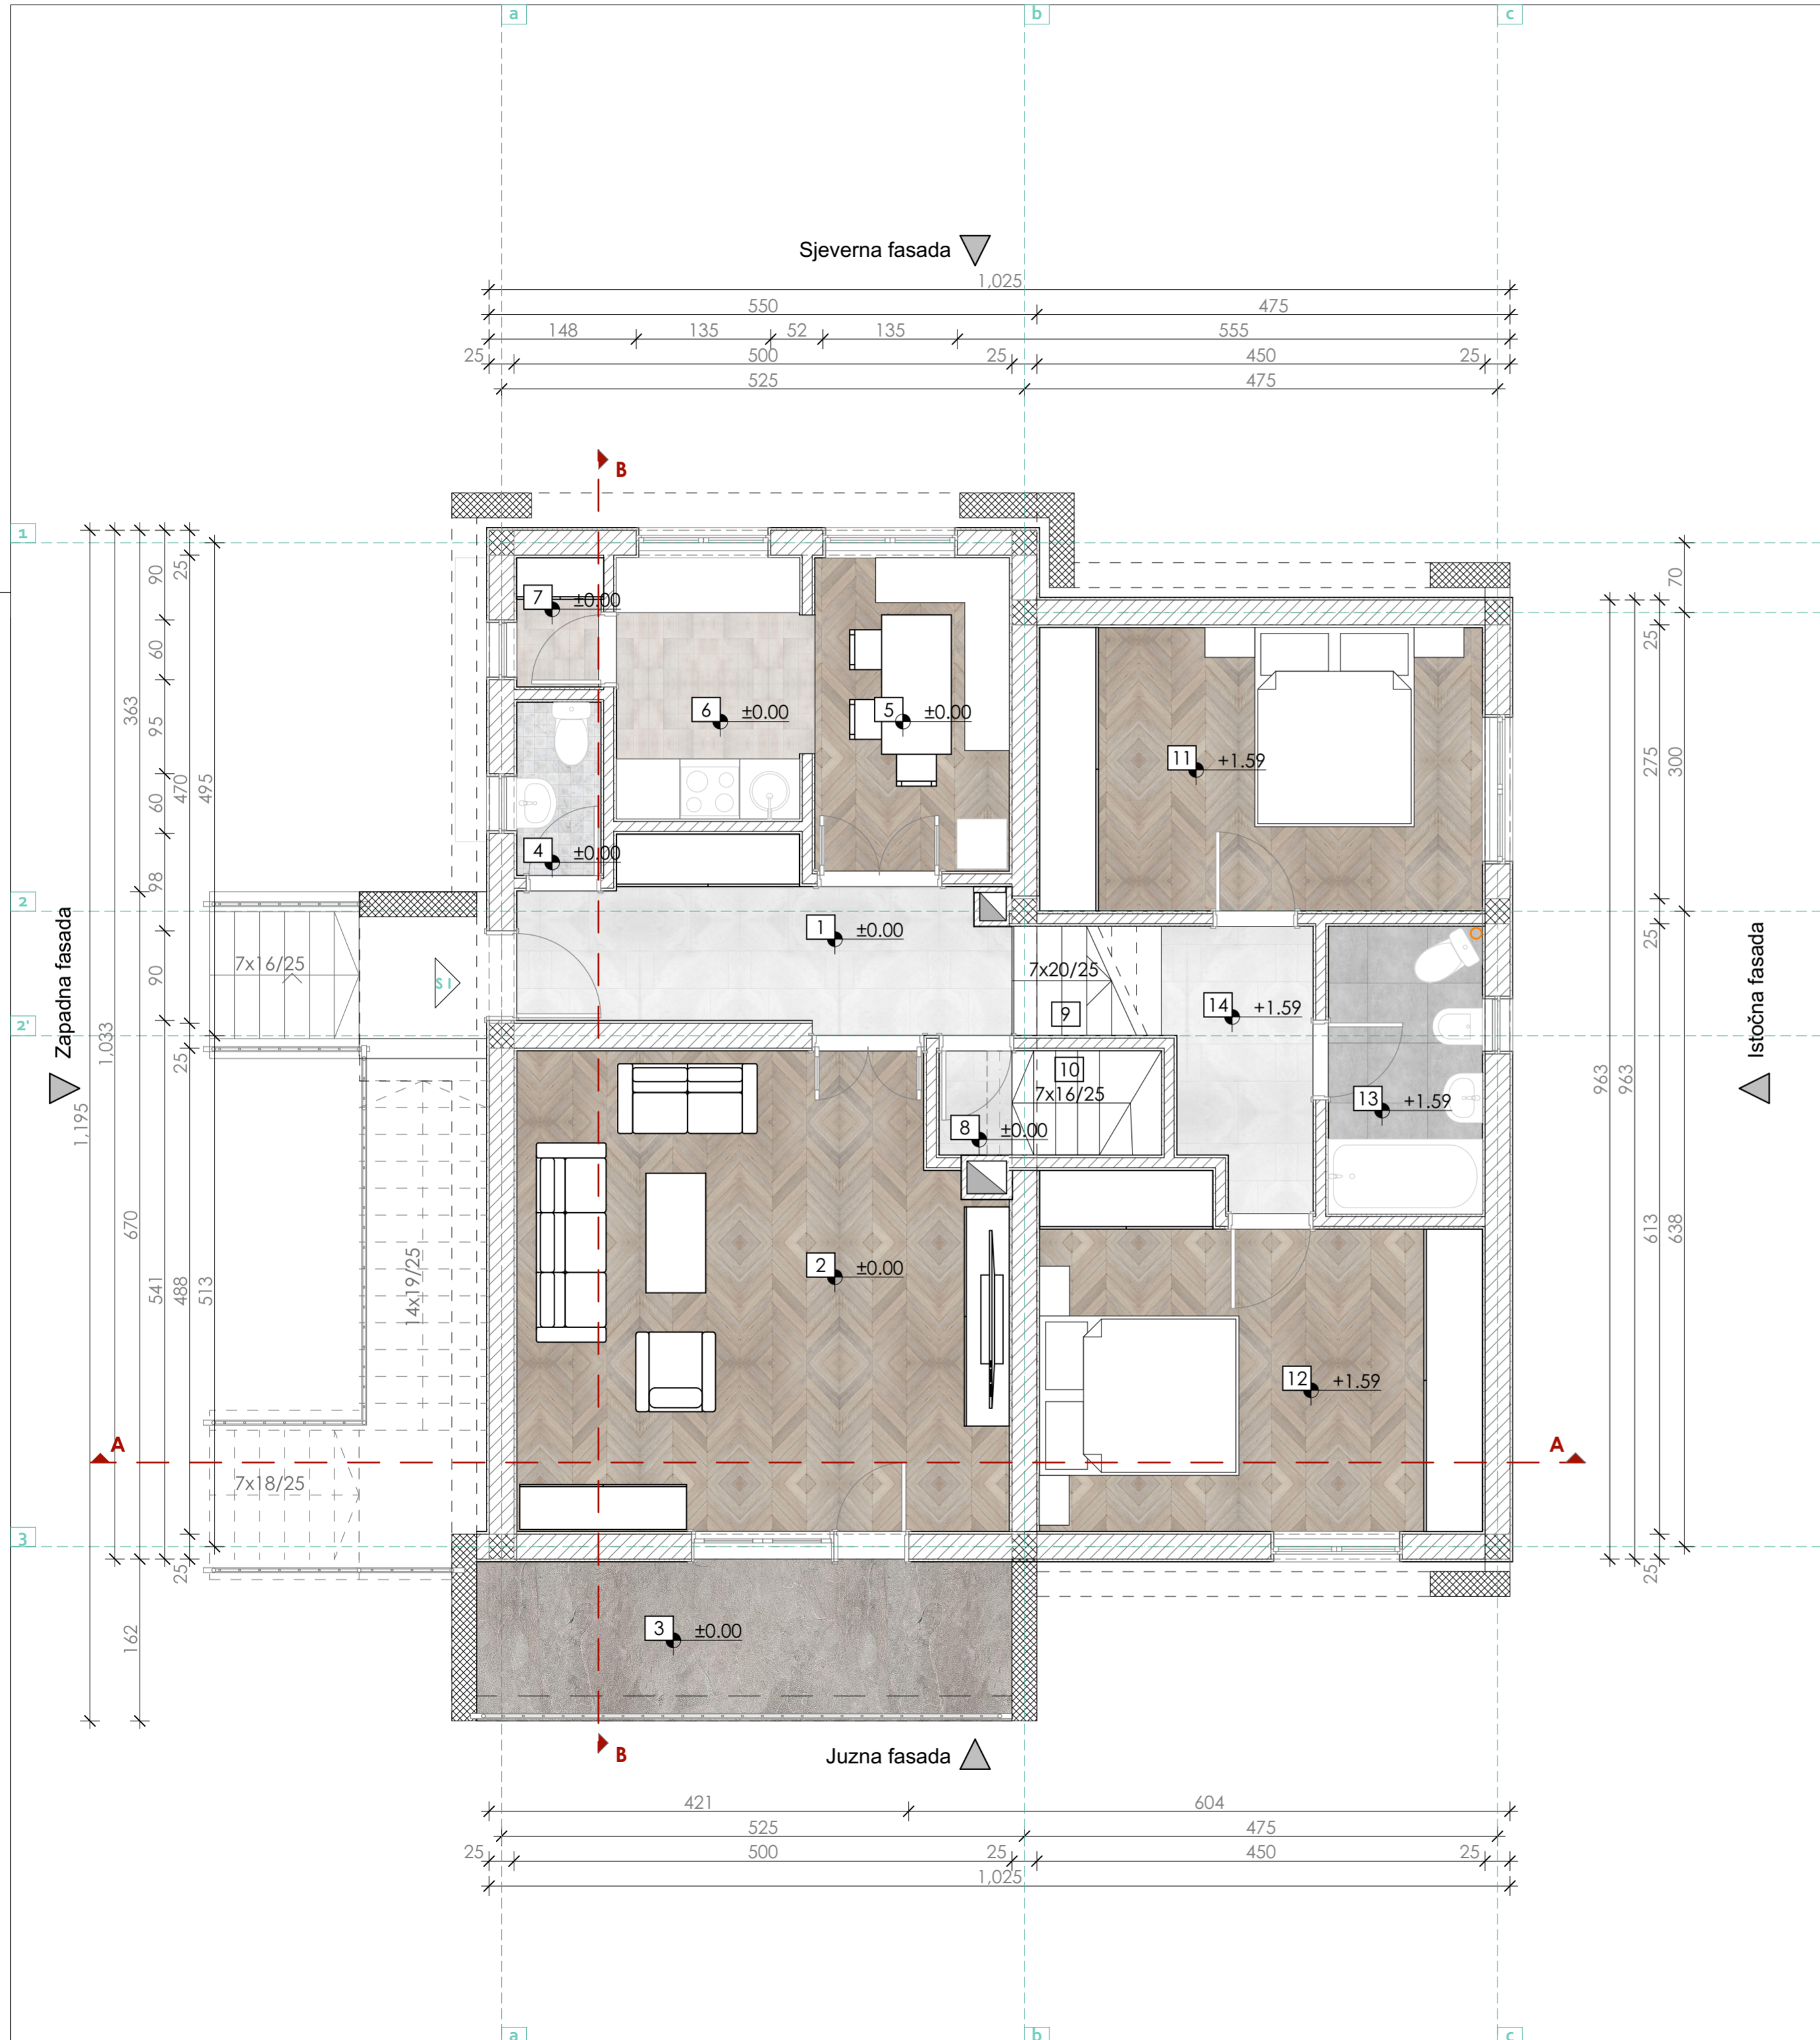 a b c
Sjeverna fasada
1,025
550 475
148 135 52 135 555
25 500 25 450 25
525 475
B
1
2
2'
3
90 25
60
363
95
60 470 495
98
90
25
1,033
1,195
670
541 488 513
25
162
Zapadna fasada
7 ±0.00
6 ±0.00
5 ±0.00
4 ±0.00
1 ±0.00
11 +1.59
7x16/25
S I
7x20/25
9
14 +1.59
10
7x16/25
8 ±0.00
13 +1.59
14x19/25
2 ±0.00
12 +1.59
A A
7x18/25
3 ±0.00
70
25
275 300
25
963 963
613 638
25
Istočna fasada
B
Juzna fasada
421 604
525 475
25 500 25 450 25
1,025
a b c